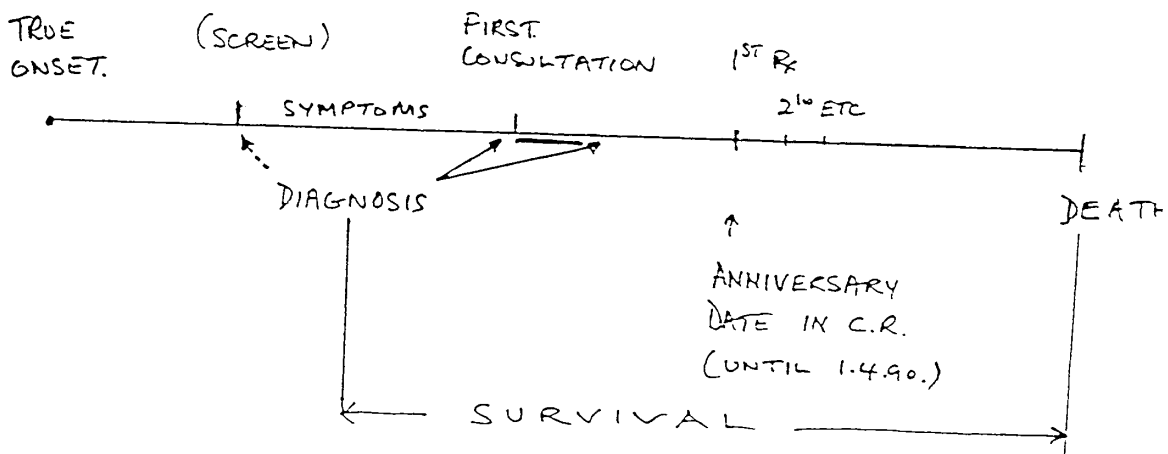 TRUE
ONSET.
(SCREEN)
FIRST.
CONSULTATION
1ST Rx
ETC
SYMPTOMS
DIAGNOSIS
DEATH
↑
ANNIVERSARY
DATE IN C.R.
(UNTIL 1.4.90.)
SURVIVAL